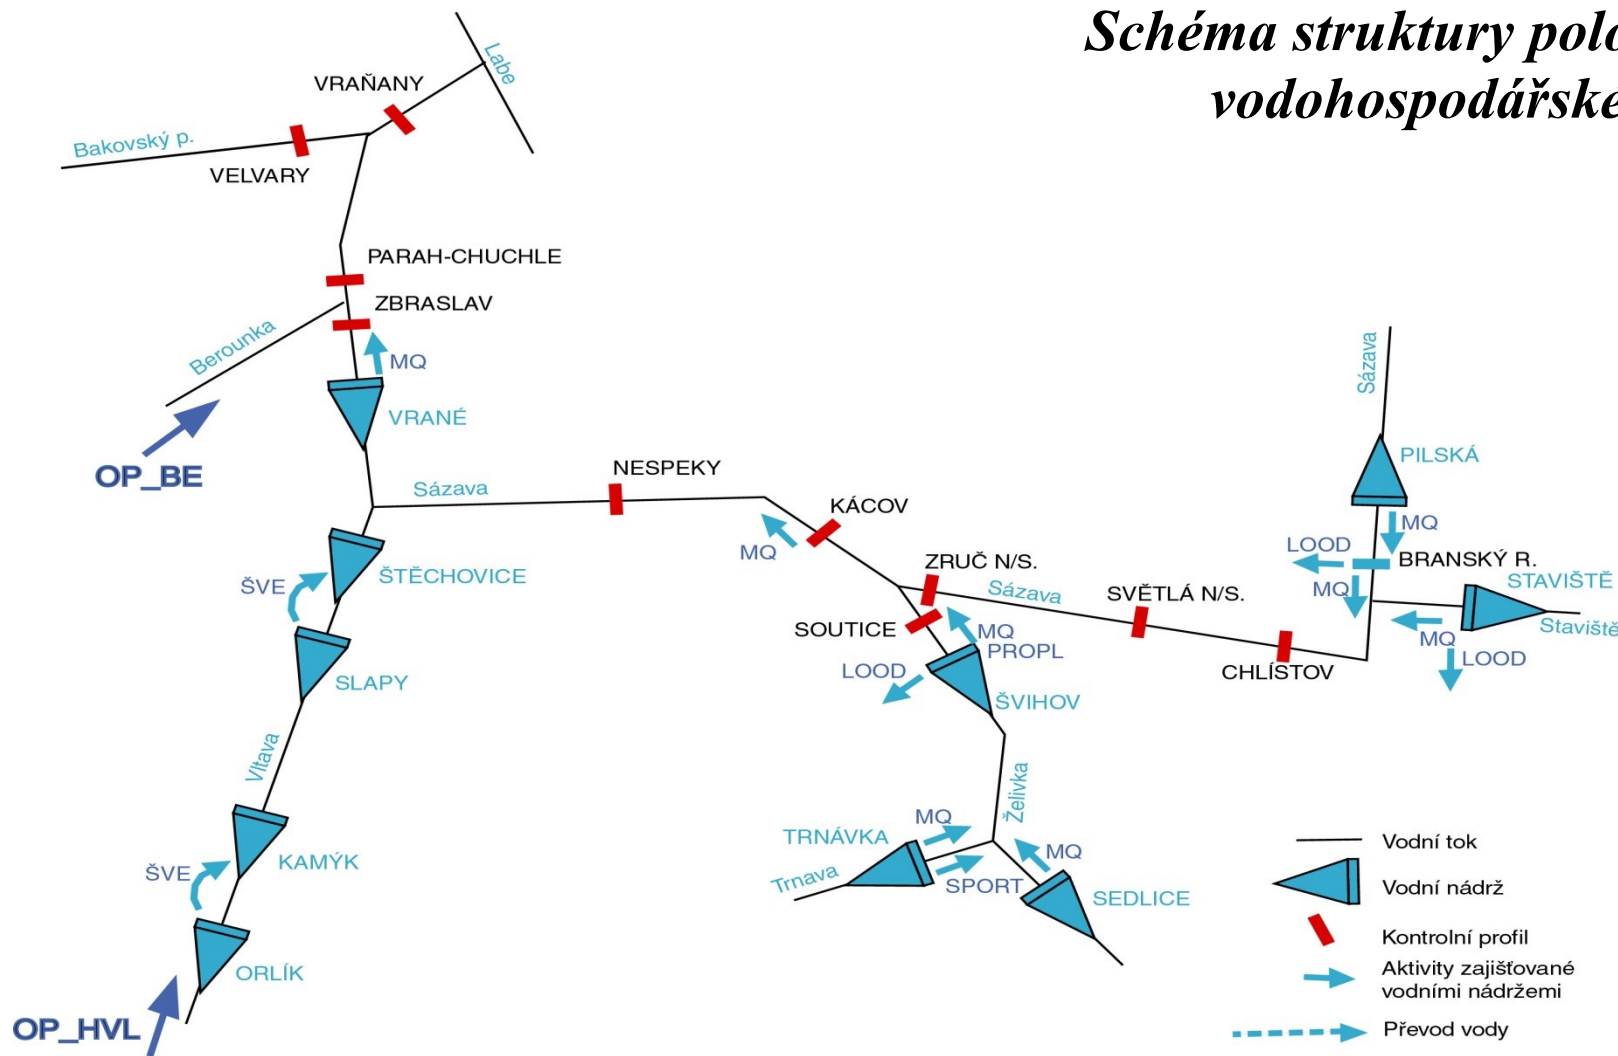 Schéma struktury
vodohospodářske
VRAŇANY
Labe
Bakovský p.
VELVARY
PARAH-CHUCHLE
ZBRASLAV
Berounka
MQ
VRANÉ
OP_BE
Sázava
NESPEKY
Sázava
PILSKÁ
KÁCOV
MQ
MQ
LOOD
BRANSKÝ R.
ZRUČ N/S.
Sázava
SVĚTLÁ N/S.
MQ
STAVIŠTĚ
Staviště
ŠTĚCHOVICE
ŠVE
SOUTICE
MQ
PROPL
MQ
LOOD
CHLÍSTOV
LOOD
SLAPY
ŠVIHOV
Vltava
Želivka
MQ
TRNÁVKA
MQ
Trnava
SPORT
SEDLICE
KAMÝK
ŠVE
ORLÍK
OP_HVL
Vodní tok
Vodní nádrž
Kontrolní profil
Aktivity zajišťované
vodními nádržemi
Převod vody